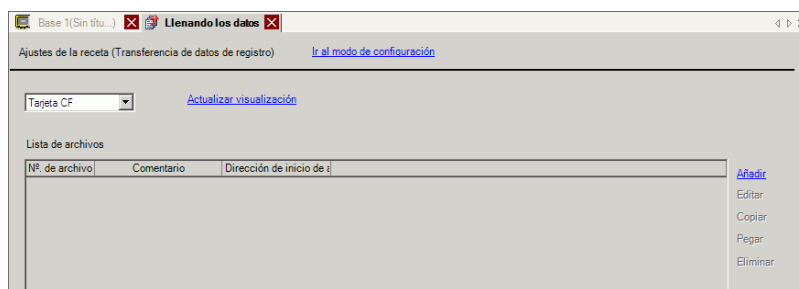 Base 1(Sin títu...) Llenando los datos
Ajustes de la receta (Transferencia de datos de registro) Ir al modo de configuración
Tarjeta CF Actualizar visualización
Lista de archivos
Nº. de archivo Comentario Dirección de inicio de a
Añadir
Editar
Copiar
Pegar
Eliminar